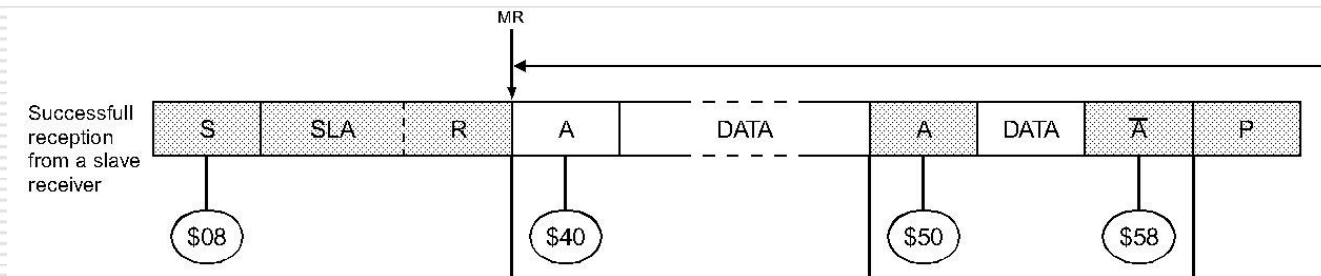 MR
Successfull
reception
from a slave
receiver
S SLA R A DATA A DATA A̅ P
$08 $40 $50 $58